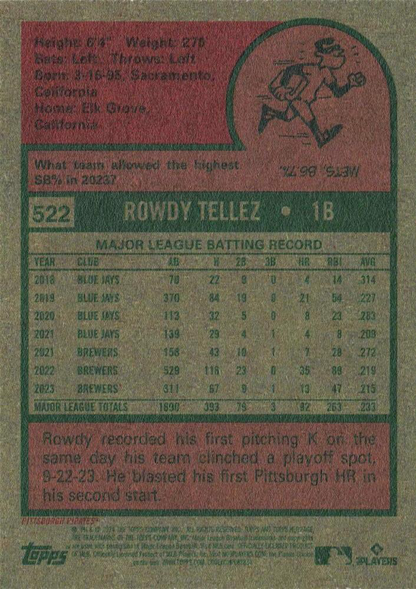 Height: 6'4" Weight: 275
Bats: Left Throws: Left
Born: 3-16-95, Sacramento,
California
Home: Elk Grove,
California
What team allowed the highest
SB% in 2023?
METS, 86.7%
522 ROWDY TELLEZ • 1B
MAJOR LEAGUE BATTING RECORD
YEAR CLUB AB H 2B 3B HR RBI AVG
2018 BLUE JAYS 70 22 9 0 4 14 .314
2019 BLUE JAYS 370 84 19 0 21 54 .227
2020 BLUE JAYS 113 32 5 0 8 23 .283
2021 BLUE JAYS 139 29 4 1 4 8 .209
2021 BREWERS 158 43 10 1 7 28 .272
2022 BREWERS 529 116 23 0 35 89 .219
2023 BREWERS 311 67 9 1 13 47 .215
MAJOR LEAGUE TOTALS 1690 393 79 3 92 263 .233
Rowdy recorded his first pitching K on the
same day his team clinched a playoff spot,
9-22-23. He blasted his first Pittsburgh HR in
his second start.
PITTSBURGH PIRATES®
topps
PLAYERS